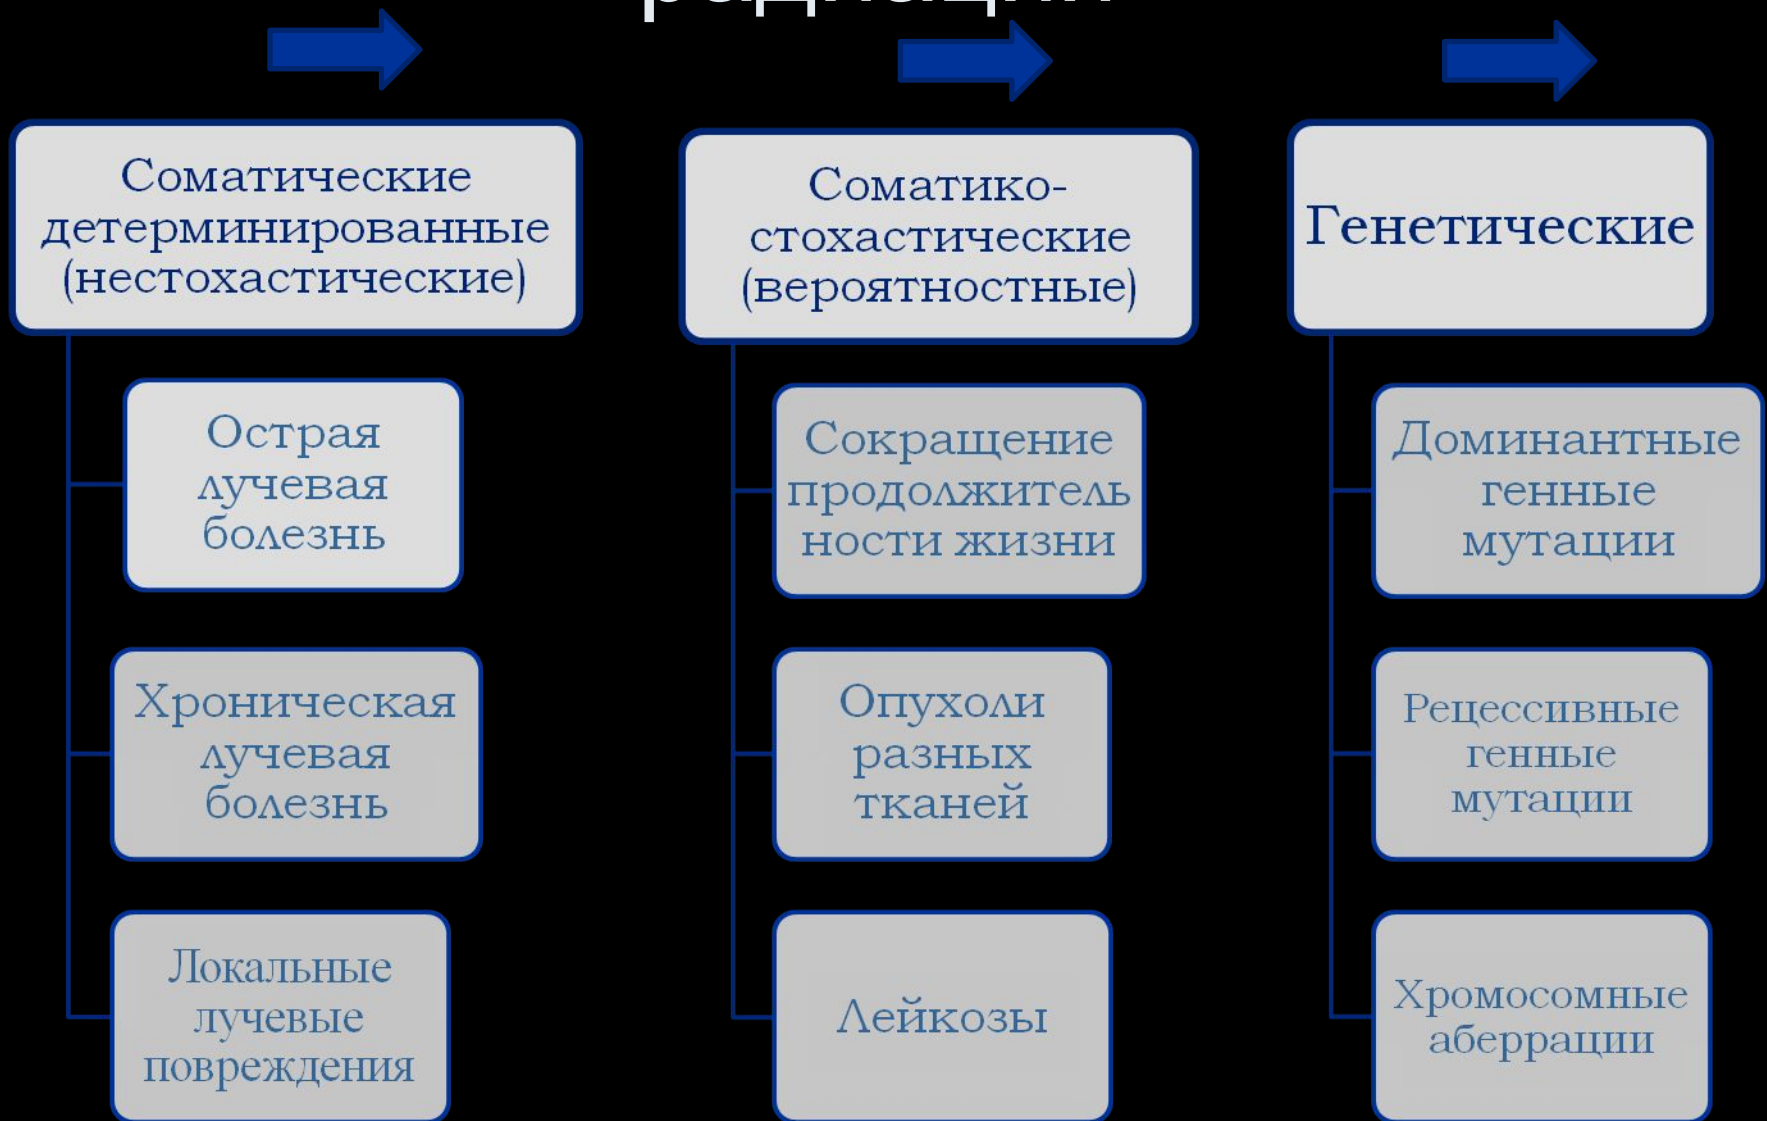 радиации
Соматические
детерминированные
(нестохастические)
Острая
лучевая
болезнь
Хроническая
лучевая
болезнь
Локальные
лучевые
повреждения
Соматико-
стохастические
(вероятностные)
Сокращение
продолжитель
ности жизни
Опухоли
разных
тканей
Лейкозы
Генетические
Доминантные
генные
мутации
Рецессивные
генные
мутации
Хромосомные
аберрации